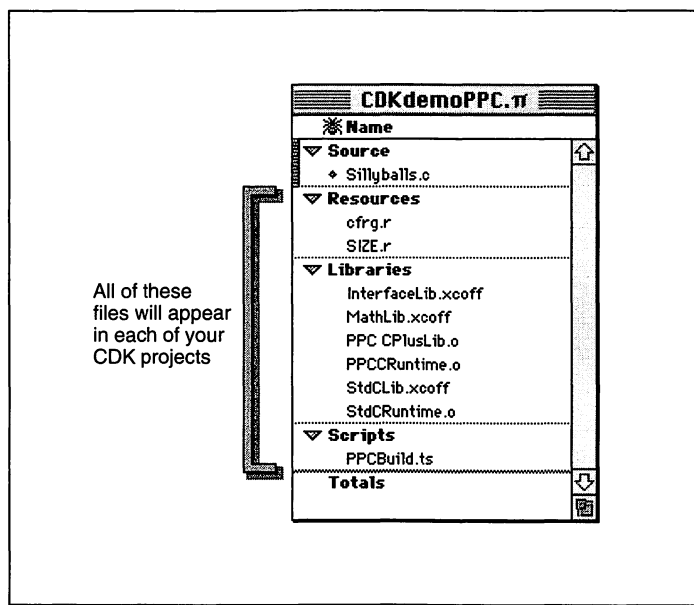 CDKdemoPPC.π
Name
Source
Sillyballs.c
Resources
cfrg.r
SIZE.r
Libraries
InterfaceLib.xcoff
MathLib.xcoff
PPC CPlusLib.o
PPCCRuntime.o
StdCLib.xcoff
StdCRuntime.o
Scripts
PPCBuild.ts
Totals
All of these
files will appear
in each of your
CDK projects